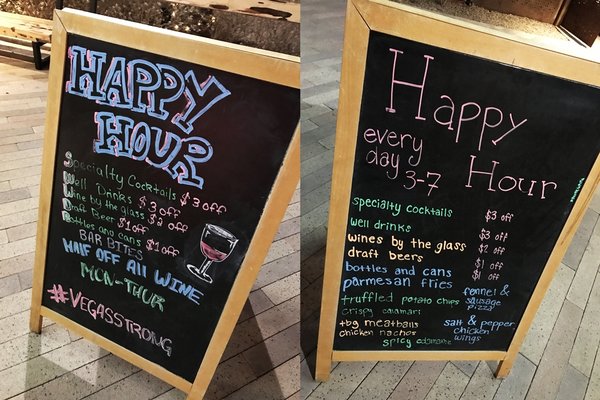 HAPPY
HOUR
Specialty Cocktails $3 off
Well Drinks $3 off
Wine by the glass $2 off
Draft Beer $1 off
Bottles and cans $1 off
BAR BITES
HALF OFF ALL WINE
MON-THUR
#VEGASSTRONG
Happy
Hour
every
day
3-7
specialty cocktails $3 off
well drinks $3 off
wines by the glass $2 off
draft beers $1 off
bottles and cans $1 off
parmesan fries
truffled potato chips
crispy calamari
tbg meatballs
chicken nachos
spicy edamame
fennel &
sausage
pizza
salt & pepper
chicken
wings